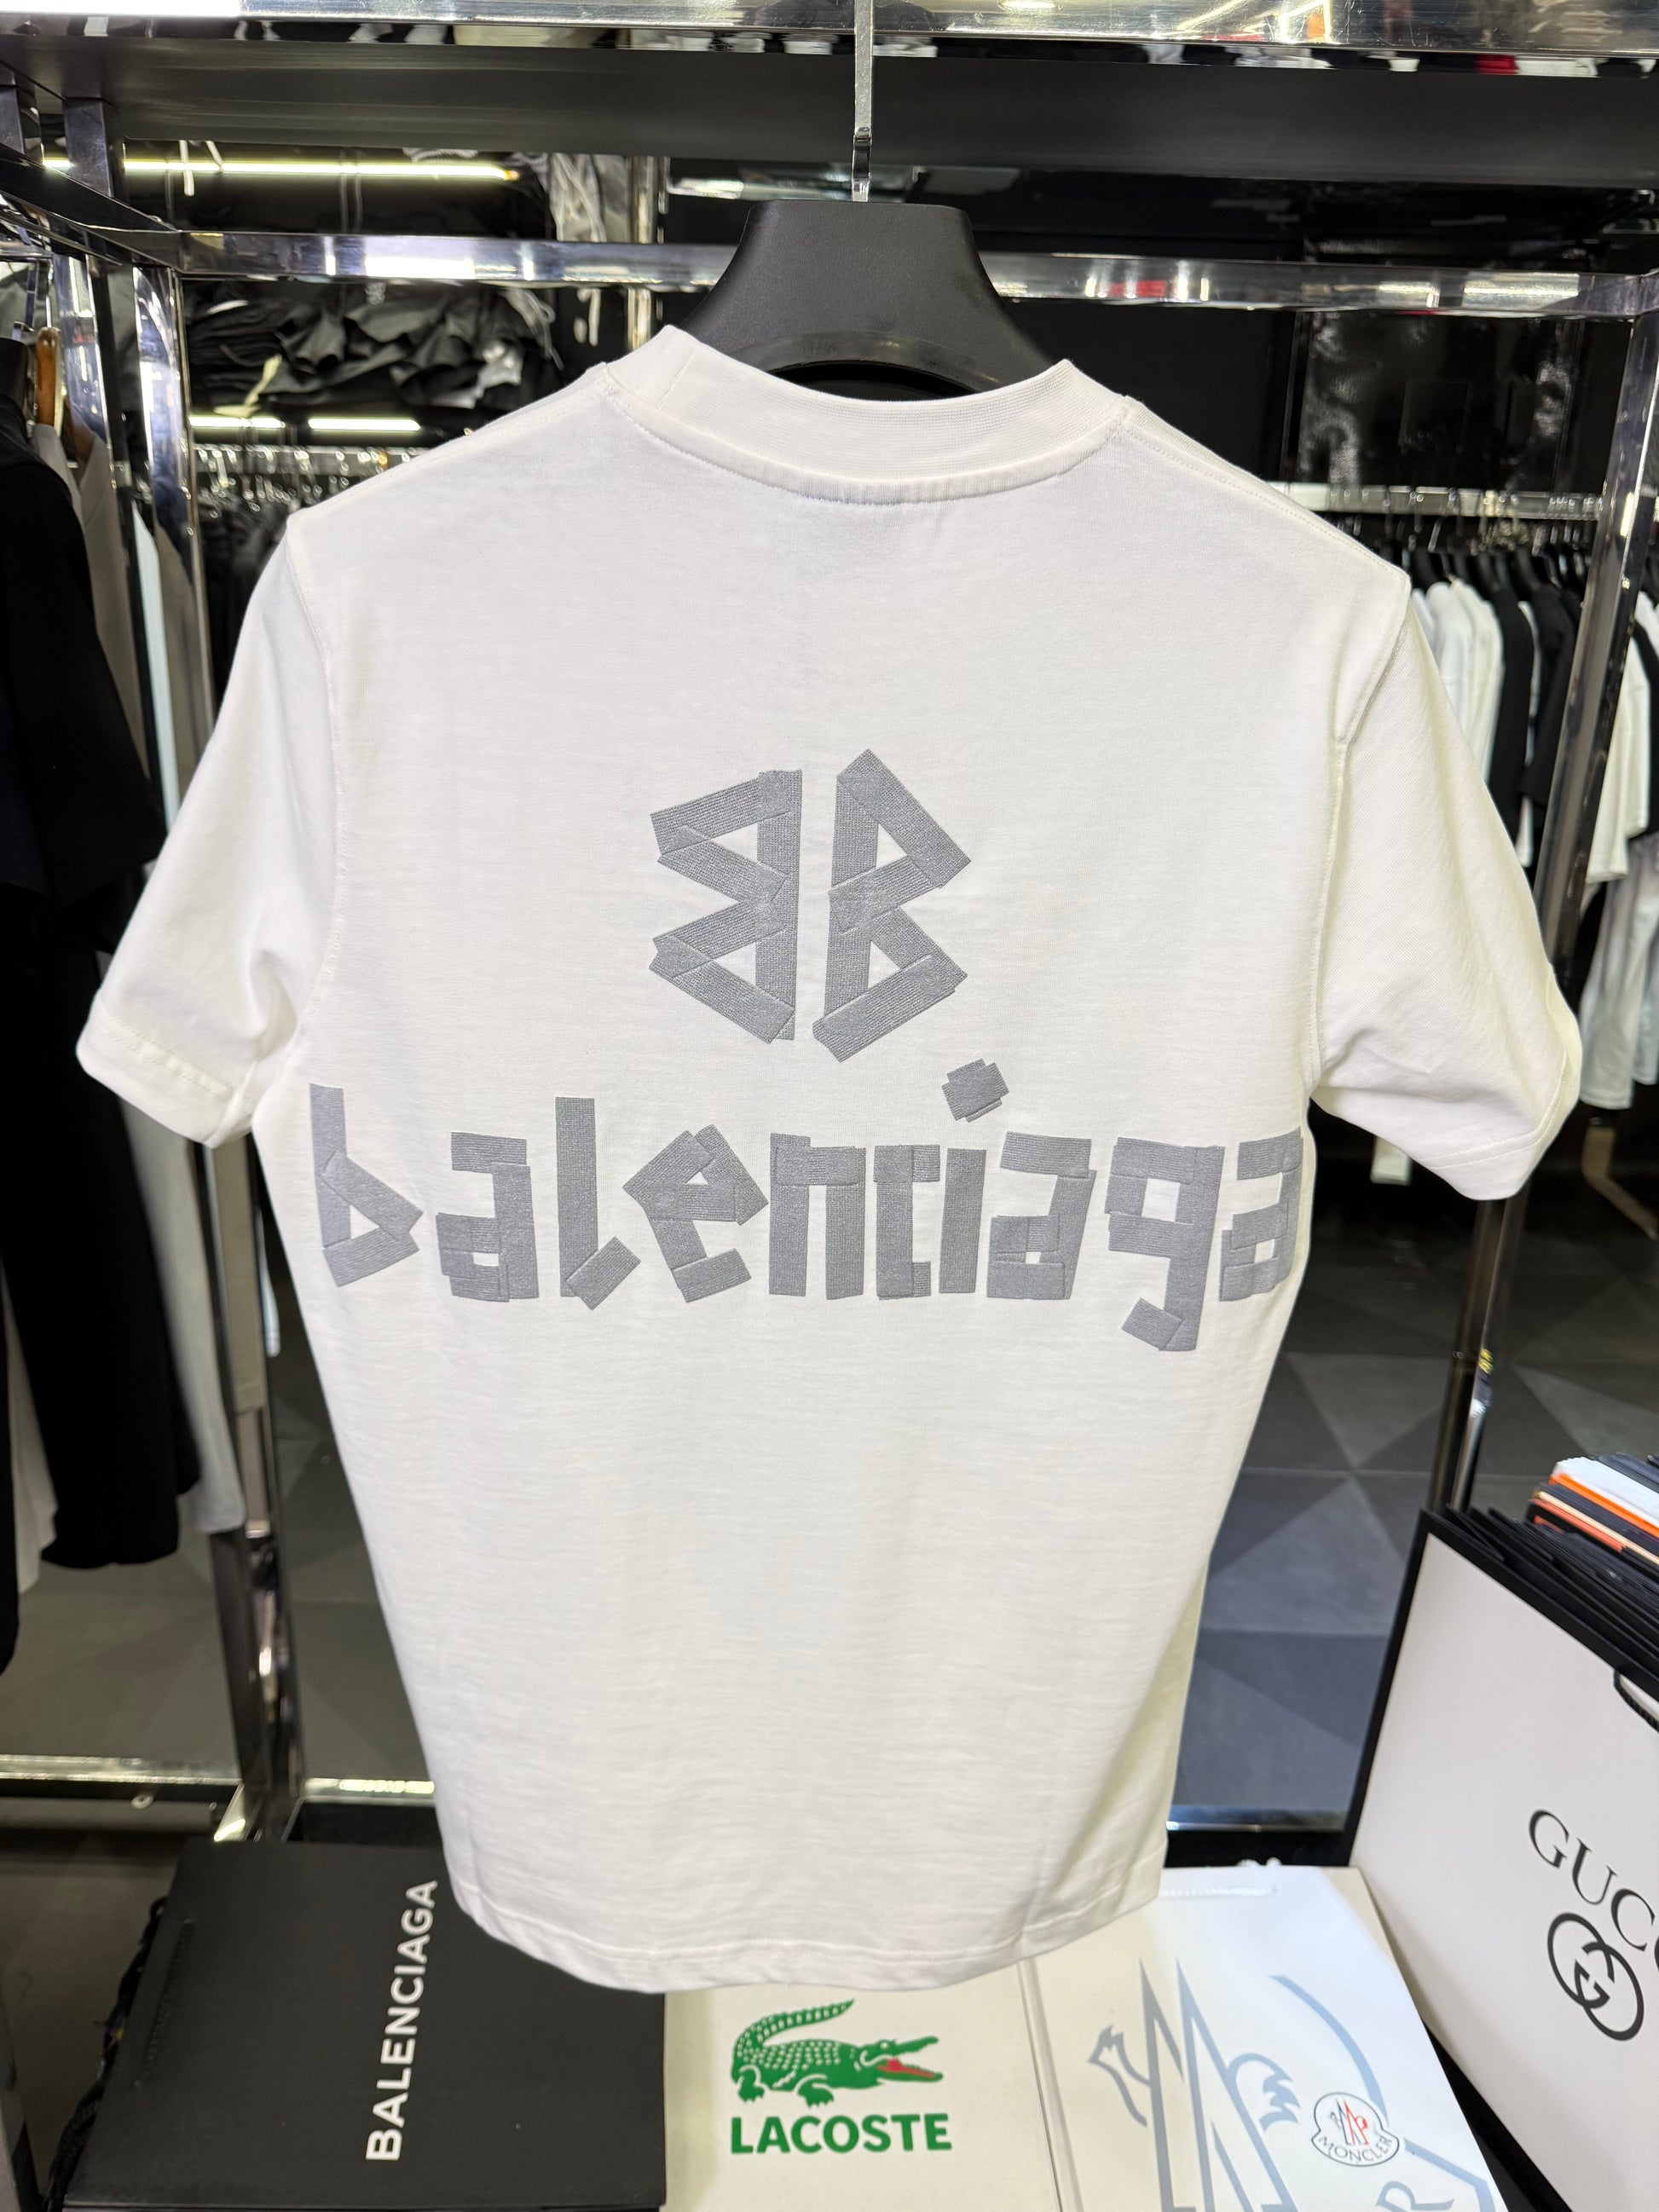 BB
balenciaga
BALENCIAGA
LACOSTE
MONCLER
GUCC